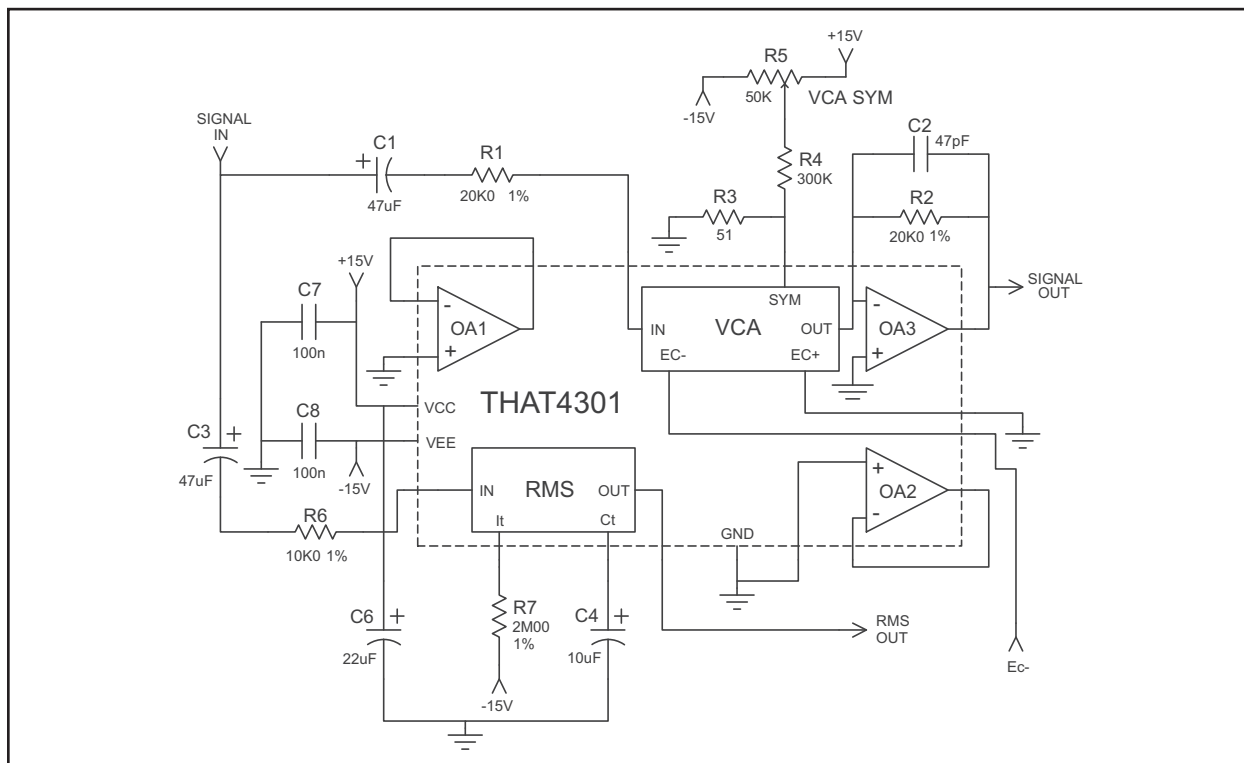 +15V
R5
50K
VCA SYM
-15V
SIGNAL
IN
C1
+
47uF
R1
20K0 1%
R4
300K
R3
51
C2
47pF
R2
20K0 1%
+15V
C7
100n
-
OA1
+
SYM
IN
VCA
OUT
EC-
EC+
-
OA3
+
SIGNAL
OUT
THAT4301
VCC
VEE
C8
100n
-15V
C3
+
47uF
R6
10K0 1%
IN
RMS
OUT
It
Ct
GND
+
OA2
-
C6
+
22uF
R7
2M00
1%
-15V
C4
+
10uF
RMS
OUT
Ec-